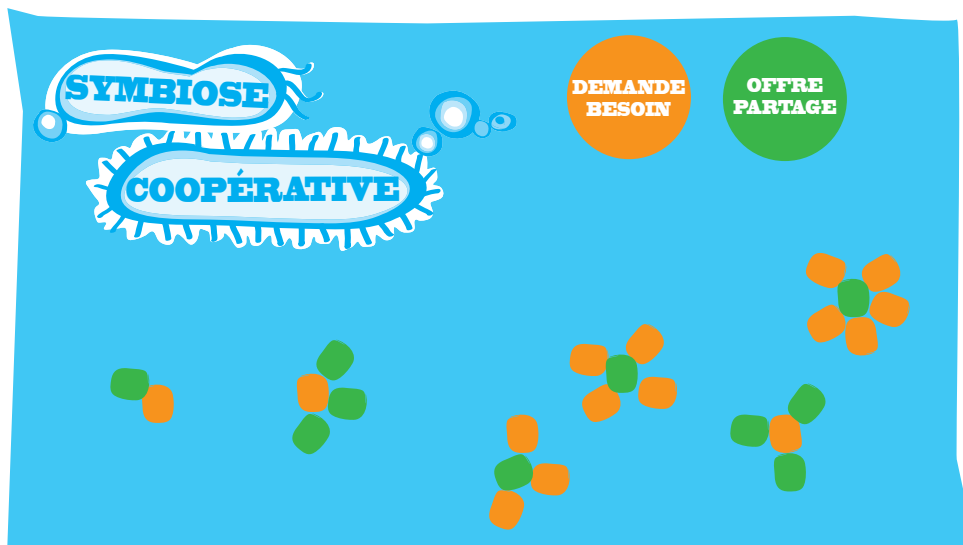 SYMBIOSE
COOPÉRATIVE
DEMANDE
BESOIN
OFFRE
PARTAGE